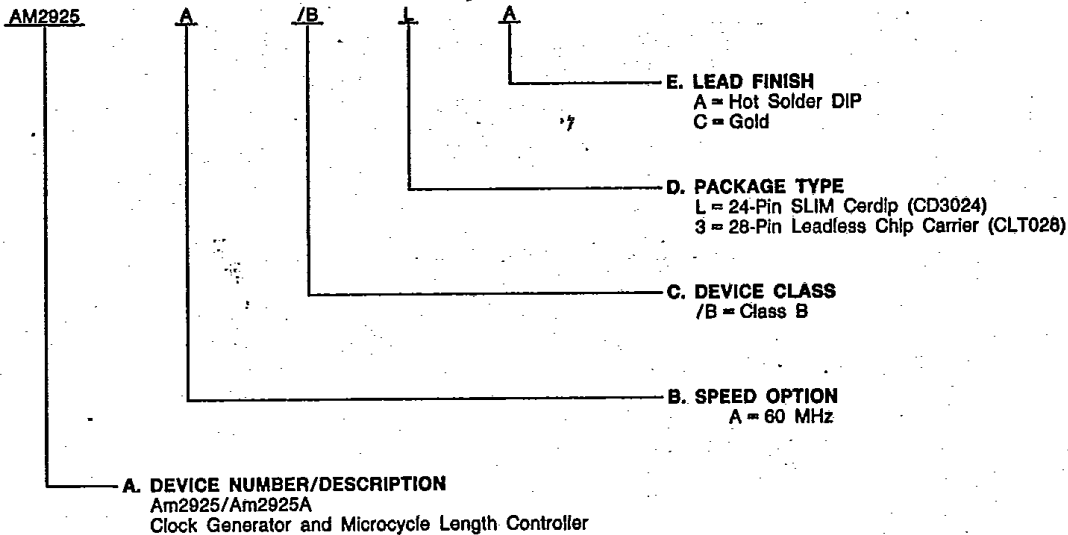 AM2925 A /B L A
E. LEAD FINISH
A = Hot Solder DIP
C = Gold
D. PACKAGE TYPE
L = 24-Pin SLIM Cerdip (CD3024)
3 = 28-Pin Leadless Chip Carrier (CLT028)
C. DEVICE CLASS
/B = Class B
B. SPEED OPTION
A = 60 MHz
A. DEVICE NUMBER/DESCRIPTION
Am2925/Am2925A
Clock Generator and Microcycle Length Controller